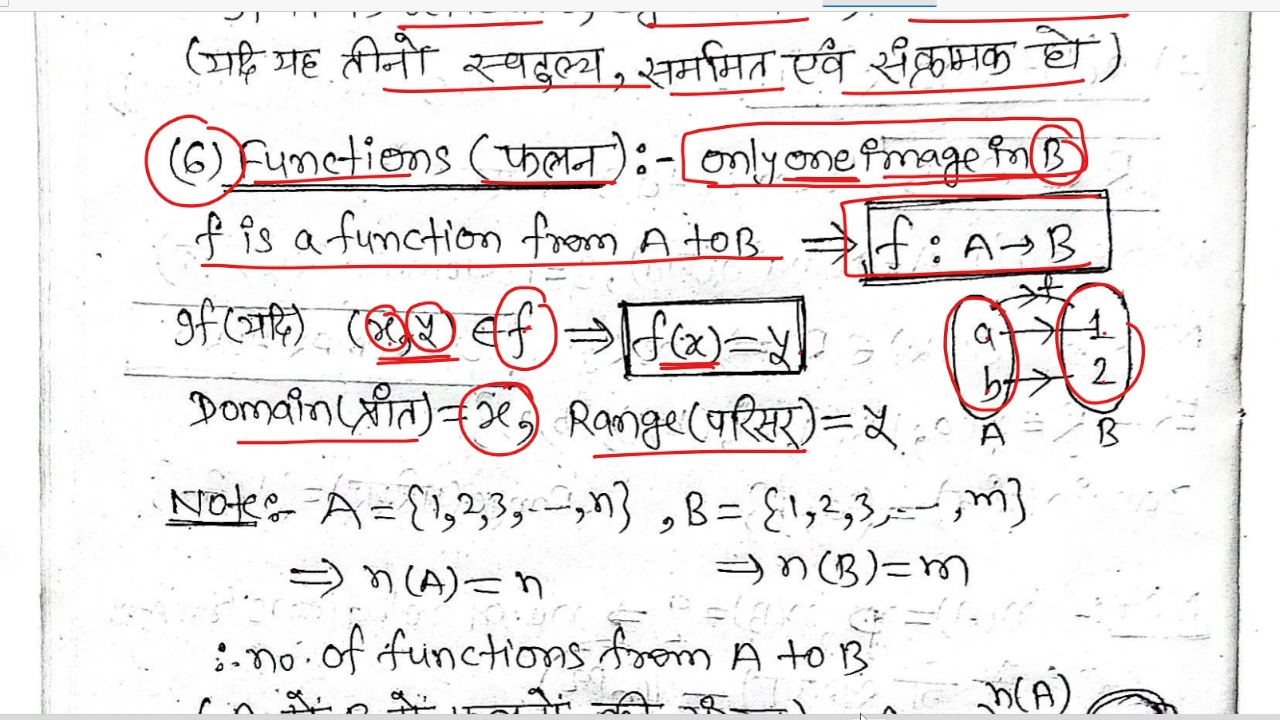 (यदि यह तीनो स्वतुल्य, सममित एवं संक्रामक हो)
(6) Functions (फलन) :- only one image in B
f is a function from A to B ⇒ f : A → B
If (यदि) (x, y) ∈ f ⇒ f(x) = y
f
a 1
b 2
A B
Domain (प्रांत) = x, Range (परिसर) = y
Note :- A = {1, 2, 3, ---, n} , B = {1, 2, 3, ---, m}
⇒ n(A) = n ⇒ n(B) = m
∴ no. of functions from A to B
n(A)